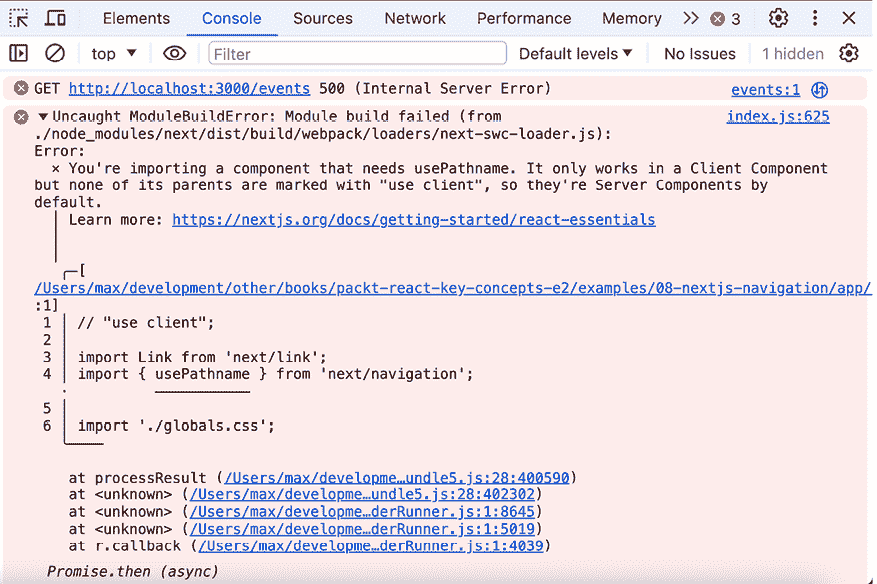 Elements Console Sources Network Performance Memory 3
top Filter Default levels No Issues 1 hidden
GET http://localhost:3000/events 500 (Internal Server Error) events:1
Uncaught ModuleBuildError: Module build failed (from index.js:625
./node_modules/next/dist/build/webpack/loaders/next-swc-loader.js):
Error:
× You're importing a component that needs usePathname. It only works in a Client Component
but none of its parents are marked with "use client", so they're Server Components by
default.
Learn more: https://nextjs.org/docs/getting-started/react-essentials
╭─[
/Users/max/development/other/books/packt-react-key-concepts-e2/examples/08-nextjs-navigation/app/
:1]
1 // "use client";
2
3 import Link from 'next/link';
4 import { usePathname } from 'next/navigation';
5
6 import './globals.css';
at processResult (/Users/max/developme…undle5.js:28:400590)
at <unknown> (/Users/max/developme…undle5.js:28:402302)
at <unknown> (/Users/max/developme…derRunner.js:1:8645)
at <unknown> (/Users/max/developme…derRunner.js:1:5019)
at r.callback (/Users/max/developme…derRunner.js:1:4039)
Promise.then (async)